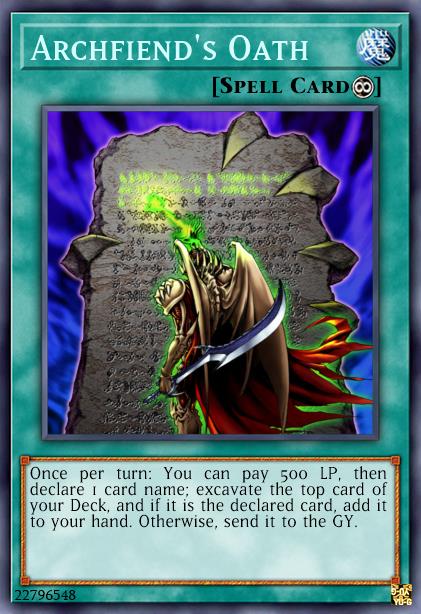 Archfiend's Oath
[Spell Card]
Once per turn: You can pay 500 LP, then
declare 1 card name; excavate the top card of
your Deck, and if it is the declared card, add it
to your hand. Otherwise, send it to the GY.
22796548